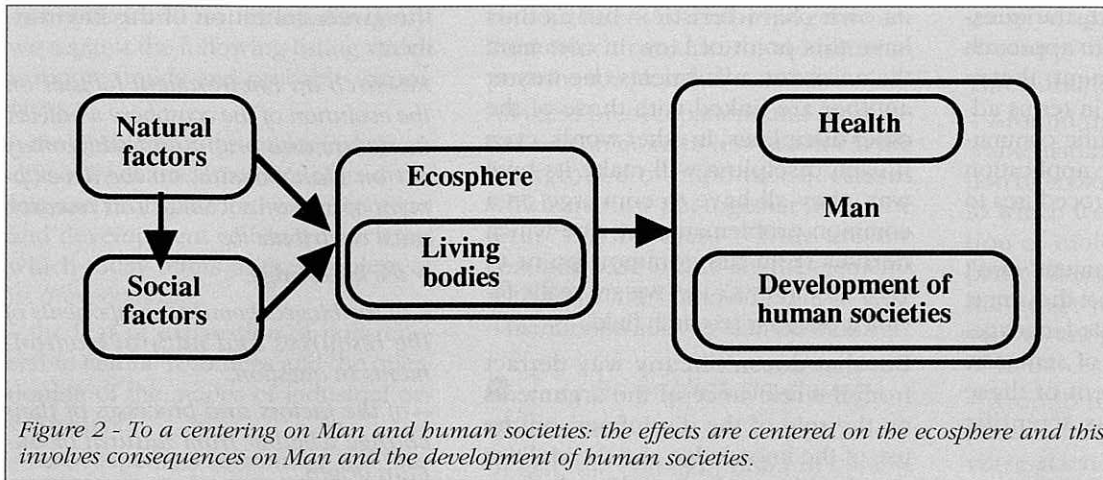 Natural
factors
Social
factors
Ecosphere
Living
bodies
Health
Man
Development of
human societies
Figure 2 - To a centering on Man and human societies: the effects are centered on the ecosphere and this
involves consequences on Man and the development of human societies.